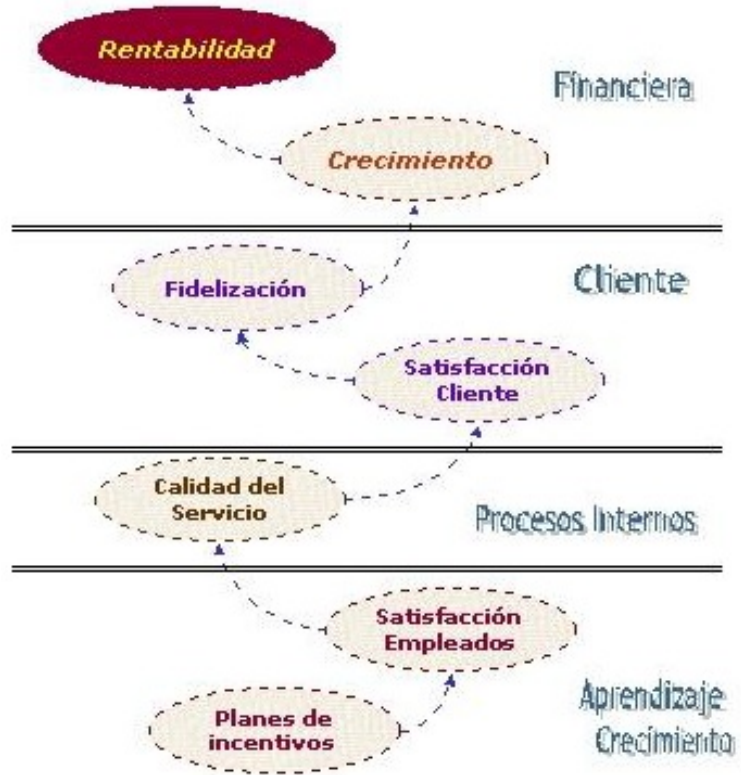 Rentabilidad
Financiera
Crecimiento
Fidelización
Cliente
Satisfacción
Cliente
Calidad del
Servicio
Procesos Internos
Satisfacción
Empleados
Planes de
incentivos
Aprendizaje
Crecimiento